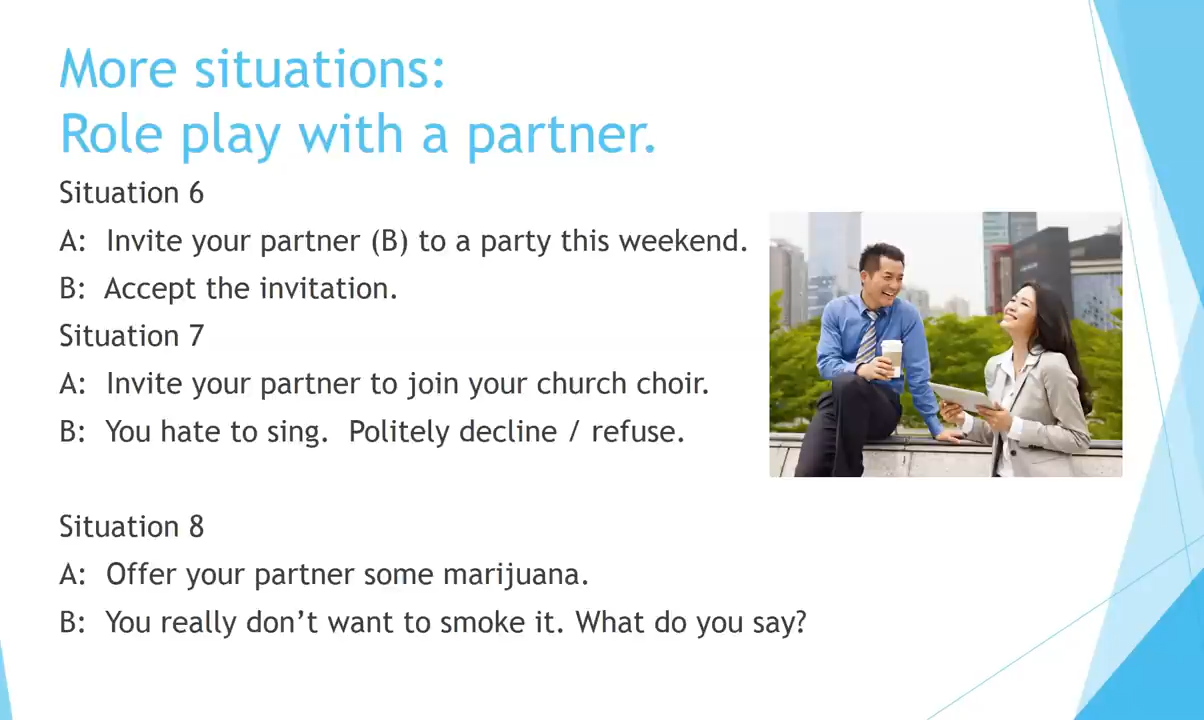 More situations:
Role play with a partner.
Situation 6
A: Invite your partner (B) to a party this weekend.
B: Accept the invitation.
Situation 7
A: Invite your partner to join your church choir.
B: You hate to sing. Politely decline / refuse.
Situation 8
A: Offer your partner some marijuana.
B: You really don’t want to smoke it. What do you say?